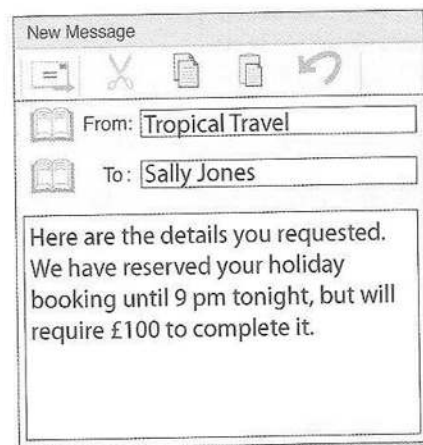 New Message
From: Tropical Travel
To: Sally Jones
Here are the details you requested.
We have reserved your holiday
booking until 9 pm tonight, but will
require £100 to complete it.